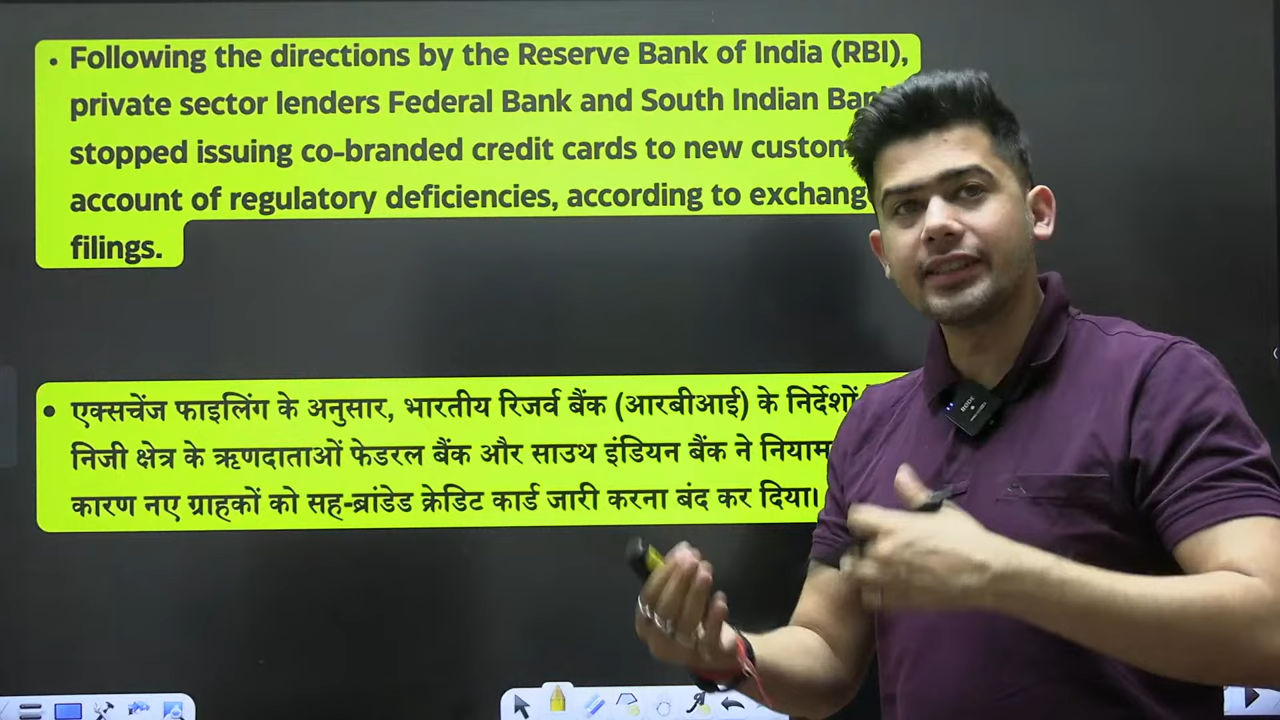 • Following the directions by the Reserve Bank of India (RBI),
private sector lenders Federal Bank and South Indian
stopped issuing co-branded credit cards to new
account of regulatory deficiencies, according to exchange
filings.
• एक्सचेंज फाइलिंग के अनुसार, भारतीय रिजर्व बैंक (आरबीआई) के निर्देशों
निजी क्षेत्र के ऋणदाताओं फेडरल बैंक और साउथ इंडियन बैंक ने
कारण नए ग्राहकों को सह-ब्रांडेड क्रेडिट कार्ड जारी करना बंद कर दिया।
RODE